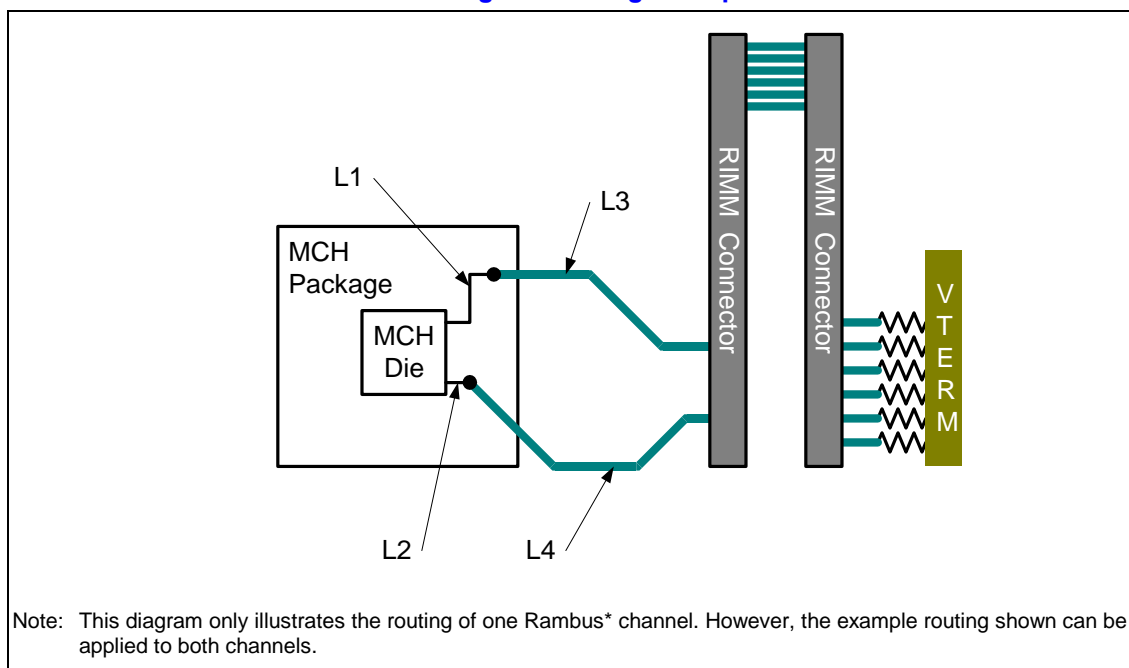 L1
L3
MCH
Package
MCH
Die
RIMM Connector
RIMM Connector
VTERM
L2
L4
Note: This diagram only illustrates the routing of one Rambus* channel. However, the example routing shown can be
applied to both channels.